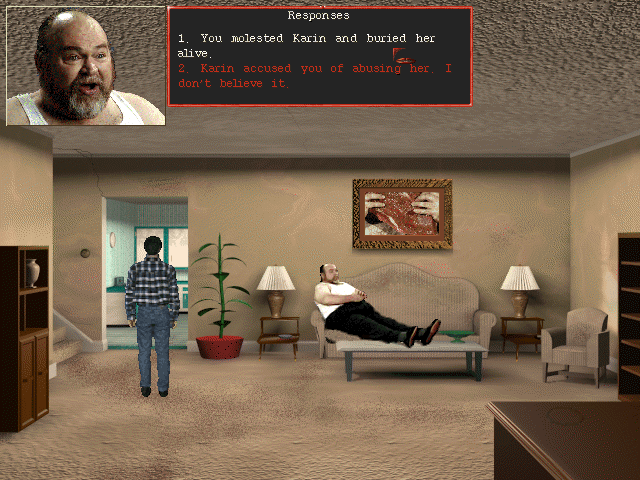 Responses
1. You molested Karin and buried her
alive.
2. Karin accused you of abusing her. I
don't believe it.